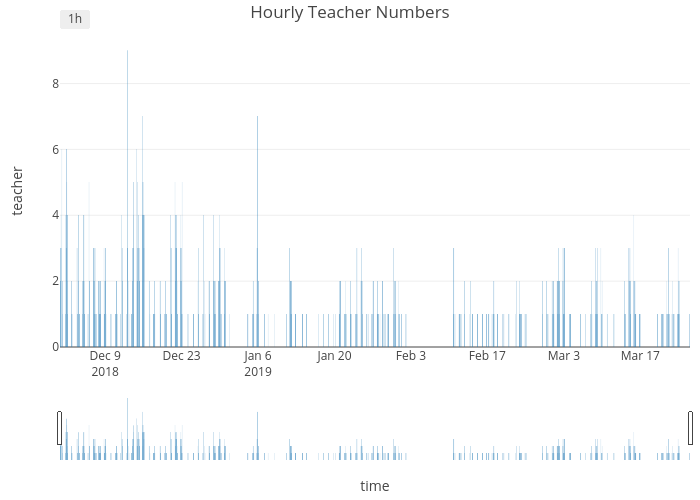 Hourly Teacher Numbers
1h
teacher
8
6
4
2
0
Dec 9 Dec 23 Jan 6 Jan 20 Feb 3 Feb 17 Mar 3 Mar 17
2018 2019
time